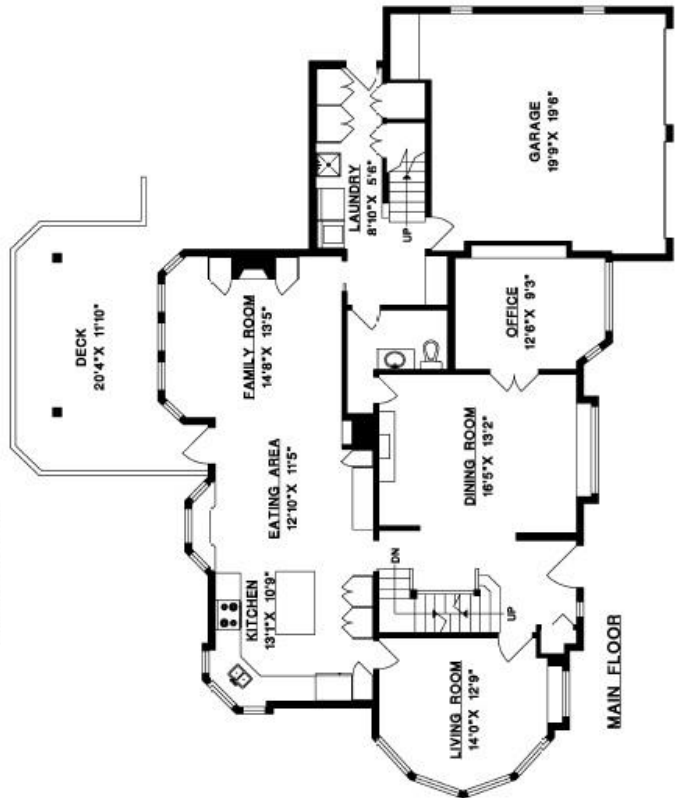 GARAGE
19'9"X 19'6"
LAUNDRY
8'10"X 5'6"
UP
DECK
20'4"X 11'10"
FAMILY ROOM
14'8"X 13'5"
OFFICE
12'6"X 9'3"
EATING AREA
12'10"X 11'5"
DINING ROOM
16'5"X 13'2"
KITCHEN
13'1"X 10'9"
DN
UP
LIVING ROOM
14'0"X 12'9"
MAIN FLOOR